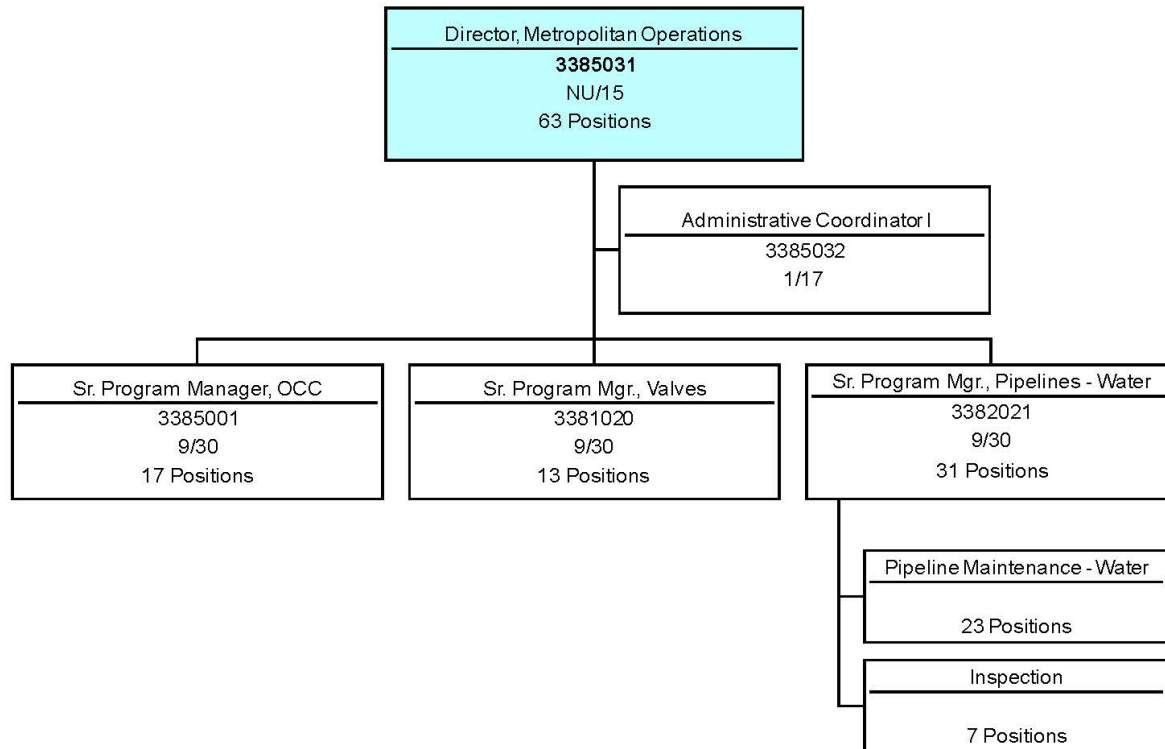 Director, Metropolitan Operations
3385031
NU/15
63 Positions
Administrative Coordinator I
3385032
1/17
Sr. Program Manager, OCC
3385001
9/30
17 Positions
Sr. Program Mgr., Valves
3381020
9/30
13 Positions
Sr. Program Mgr., Pipelines - Water
3382021
9/30
31 Positions
Pipeline Maintenance - Water
23 Positions
Inspection
7 Positions